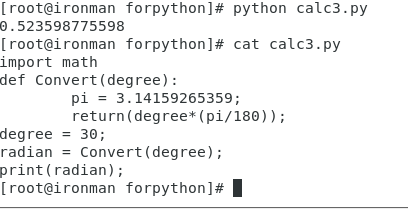 [root@ironman forpython]# python calc3.py
0.523598775598
[root@ironman forpython]# cat calc3.py
import math
def Convert(degree):
        pi = 3.14159265359;
        return(degree*(pi/180));
degree = 30;
radian = Convert(degree);
print(radian);
[root@ironman forpython]#